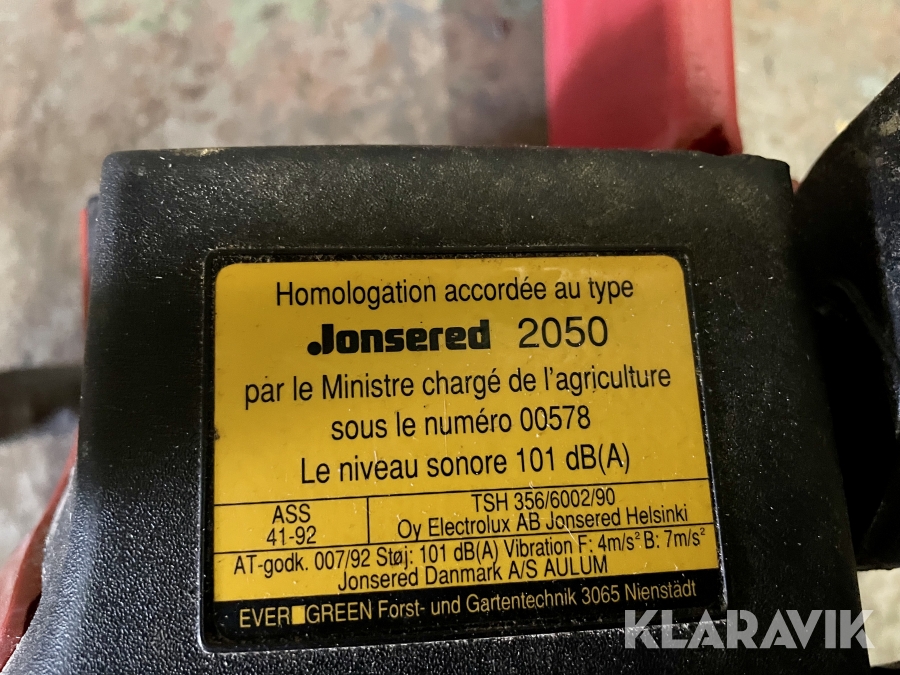 Homologation accordée au type
Jonsered 2050
par le Ministre chargé de l'agriculture
sous le numéro 00578
Le niveau sonore 101 dB(A)
ASS
41-92
TSH 356/6002/90
Oy Electrolux AB Jonsered Helsinki
AT-godk. 007/92 Støj: 101 dB(A) Vibration F: 4m/s² B: 7m/s²
Jonsered Danmark A/S AULUM
EVERGREEN Forst- und Gartentechnik 3065 Nienstädt
KLARAVIK